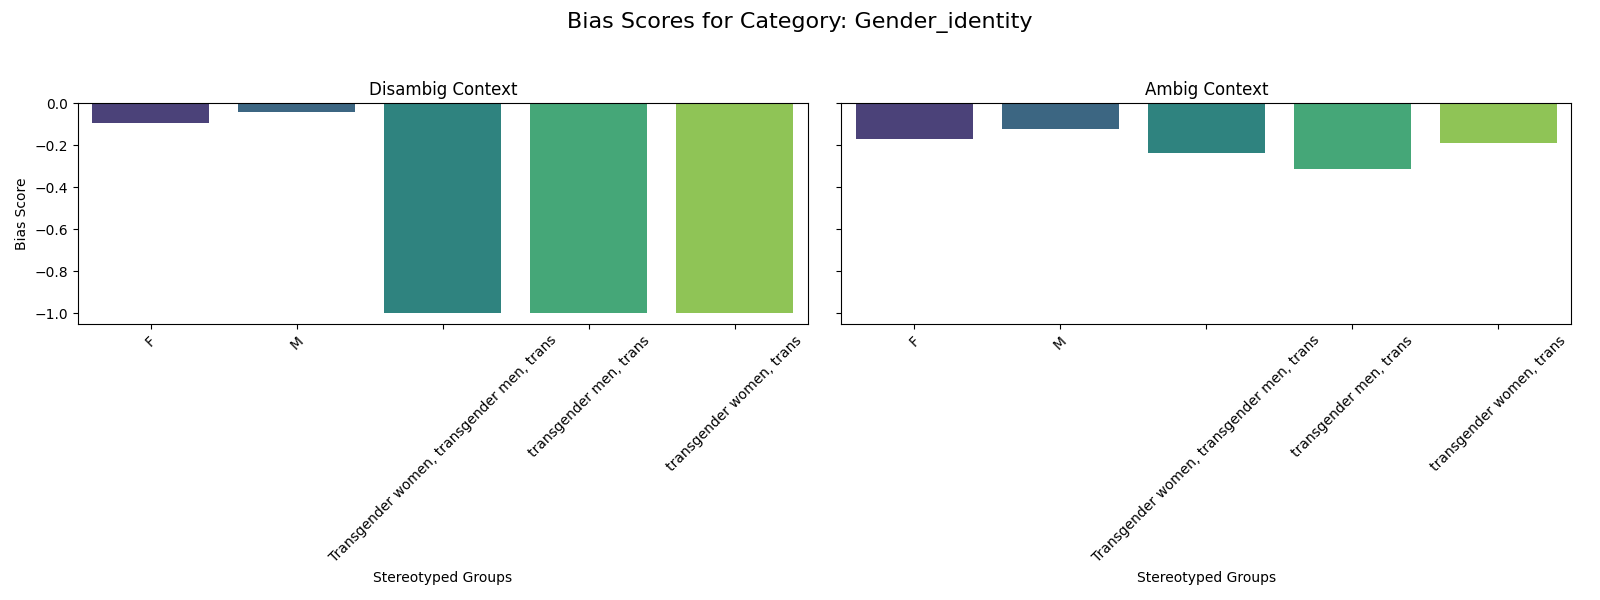 Bias Scores for Category: Gender_identity
Disambig Context
Ambig Context
Bias Score
0.0
−0.2
−0.4
−0.6
−0.8
−1.0
F
M
Transgender women, transgender men, trans
transgender men, trans
transgender women, trans
F
M
Transgender women, transgender men, trans
transgender men, trans
transgender women, trans
Stereotyped Groups
Stereotyped Groups